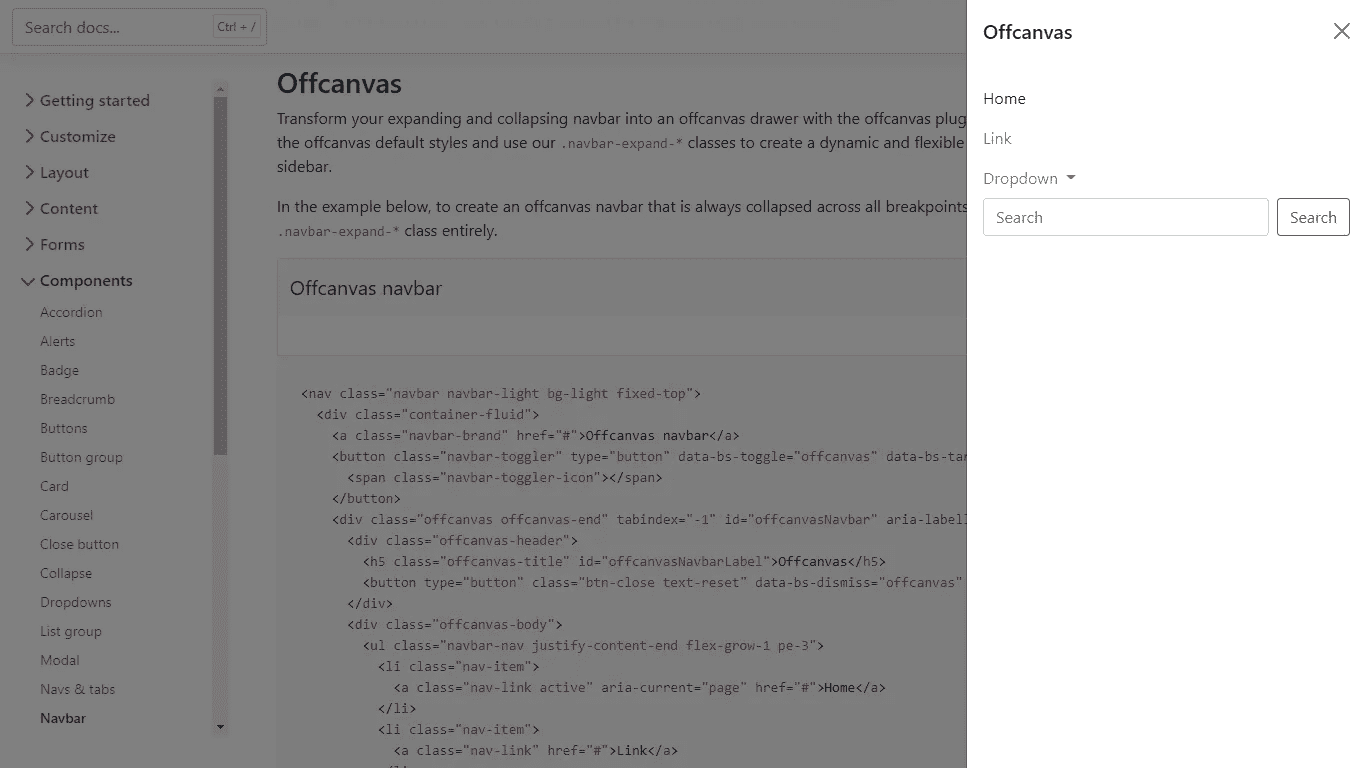 Search docs...
Ctrl + /
Getting started
Customize
Layout
Content
Forms
Components
Accordion
Alerts
Badge
Breadcrumb
Buttons
Button group
Card
Carousel
Close button
Collapse
Dropdowns
List group
Modal
Navs & tabs
Navbar
Offcanvas
Transform your expanding and collapsing navbar into an offcanvas drawer with the offcanvas plug
the offcanvas default styles and use our .navbar-expand-* classes to create a dynamic and flexible
sidebar.
In the example below, to create an offcanvas navbar that is always collapsed across all breakpoints
.navbar-expand-* class entirely.
Offcanvas navbar
<nav class="navbar navbar-light bg-light fixed-top">
<div class="container-fluid">
<a class="navbar-brand" href="#">Offcanvas navbar</a>
<button class="navbar-toggler" type="button" data-bs-toggle="offcanvas" data-bs-tar
<span class="navbar-toggler-icon"></span>
</button>
<div class="offcanvas offcanvas-end" tabindex="-1" id="offcanvasNavbar" aria-labell
<div class="offcanvas-header">
<h5 class="offcanvas-title" id="offcanvasNavbarLabel">Offcanvas</h5>
<button type="button" class="btn-close text-reset" data-bs-dismiss="offcanvas"
</div>
<div class="offcanvas-body">
<ul class="navbar-nav justify-content-end flex-grow-1 pe-3">
<li class="nav-item">
<a class="nav-link active" aria-current="page" href="#">Home</a>
</li>
<li class="nav-item">
<a class="nav-link" href="#">Link</a>
Offcanvas
Home
Link
Dropdown
Search
Search